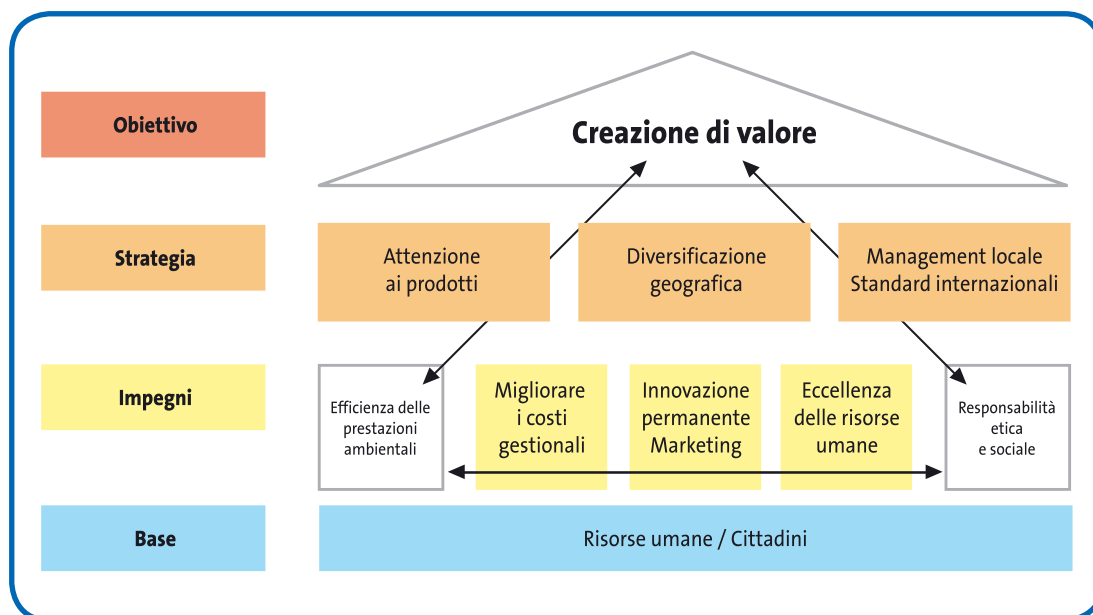 Obiettivo
Creazione di valore
Strategia
Attenzione
ai prodotti
Diversificazione
geografica
Management locale
Standard internazionali
Impegni
Efficienza delle
prestazioni
ambientali
Migliorare
i costi
gestionali
Innovazione
permanente
Marketing
Eccellenza
delle risorse
umane
Responsabilità
etica
e sociale
Base
Risorse umane / Cittadini